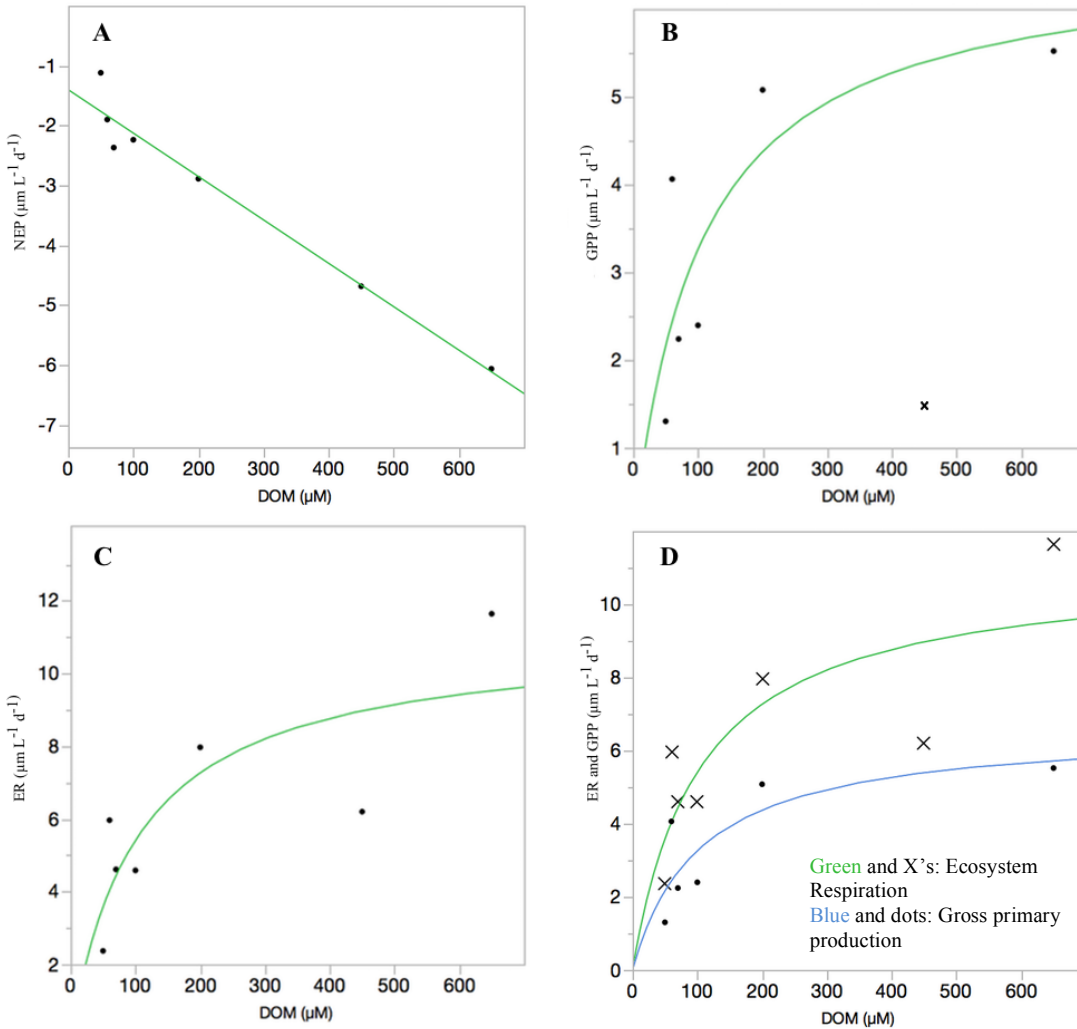 A
-1
-2
-3
-4
-5
-6
-7
NEP (µm L⁻¹ d⁻¹)
0 100 200 300 400 500 600
DOM (µM)
B
5
4
3
2
1
GPP (µm L⁻¹ d⁻¹)
0 100 200 300 400 500 600
DOM (µM)
C
12
10
8
6
4
2
ER (µm L⁻¹ d⁻¹)
0 100 200 300 400 500 600
DOM (µM)
D
10
8
6
4
2
0
ER and GPP (µm L⁻¹ d⁻¹)
Green and X's: Ecosystem
Respiration
Blue and dots: Gross primary
production
0 100 200 300 400 500 600
DOM (µM)